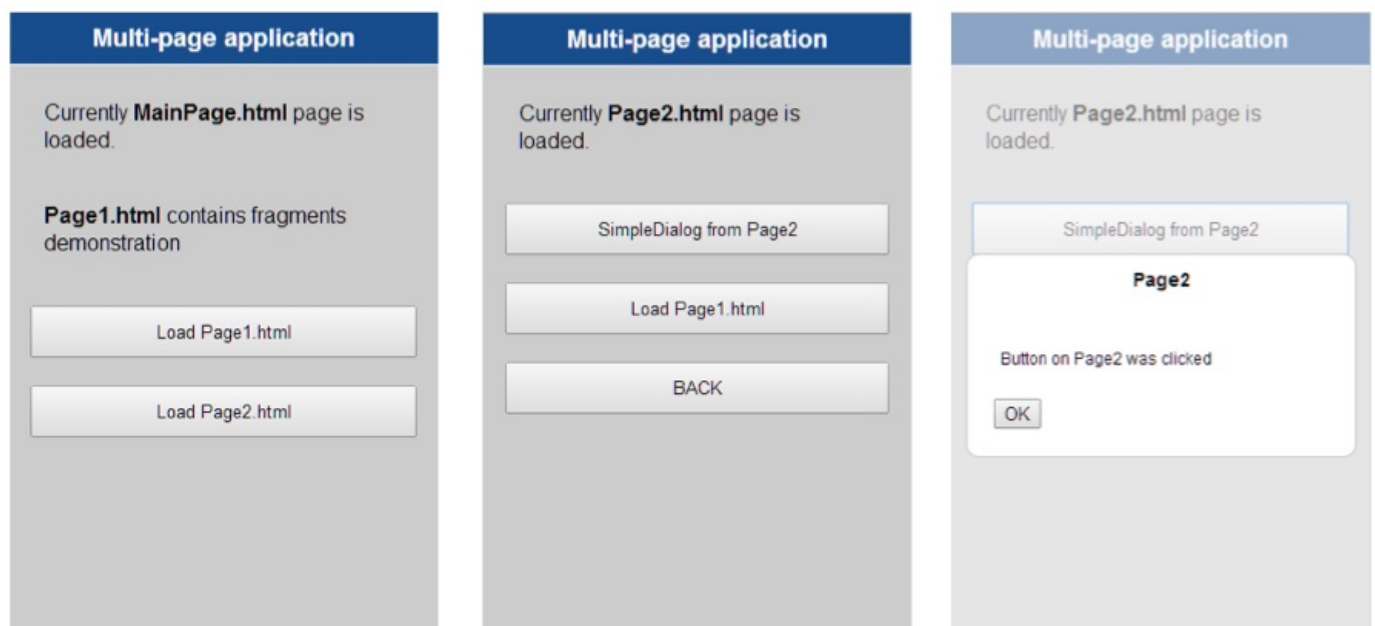 Multi-page application
Currently MainPage.html page is
loaded.
Page1.html contains fragments
demonstration
Load Page1.html
Load Page2.html
Multi-page application
Currently Page2.html page is
loaded.
SimpleDialog from Page2
Load Page1.html
BACK
Multi-page application
Currently Page2.html page is
loaded.
SimpleDialog from Page2
Page2
Button on Page2 was clicked
OK